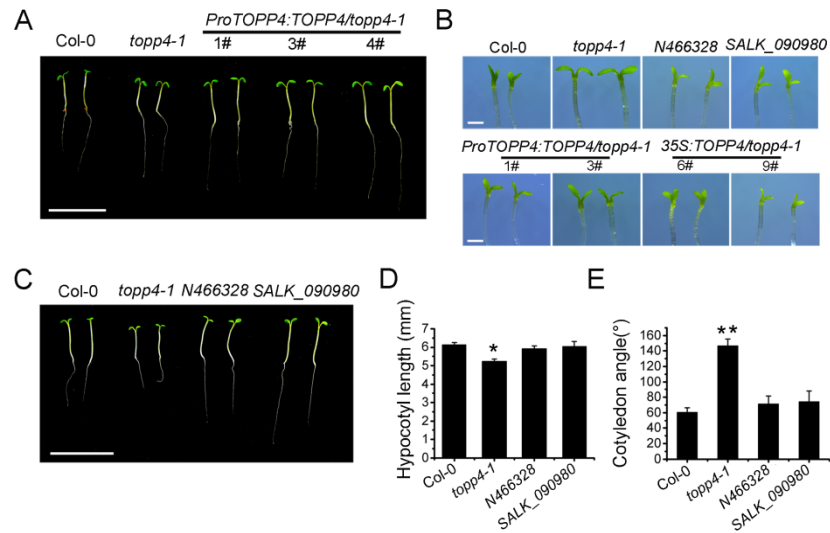 A
ProTOPP4:TOPP4/topp4-1
Col-0 topp4-1 1# 3# 4#
B
Col-0 topp4-1 N466328 SALK_090980
ProTOPP4:TOPP4/topp4-1 35S:TOPP4/topp4-1
1# 3# 6# 9#
C
Col-0 topp4-1 N466328 SALK_090980
D
Hypocotyl length (mm)
7
6
5
4
3
2
1
0
*
Col-0 topp4-1 N466328 SALK_090980
E
Cotyledon angle(°)
160
140
120
100
80
60
40
20
0
**
Col-0 topp4-1 N466328 SALK_090980